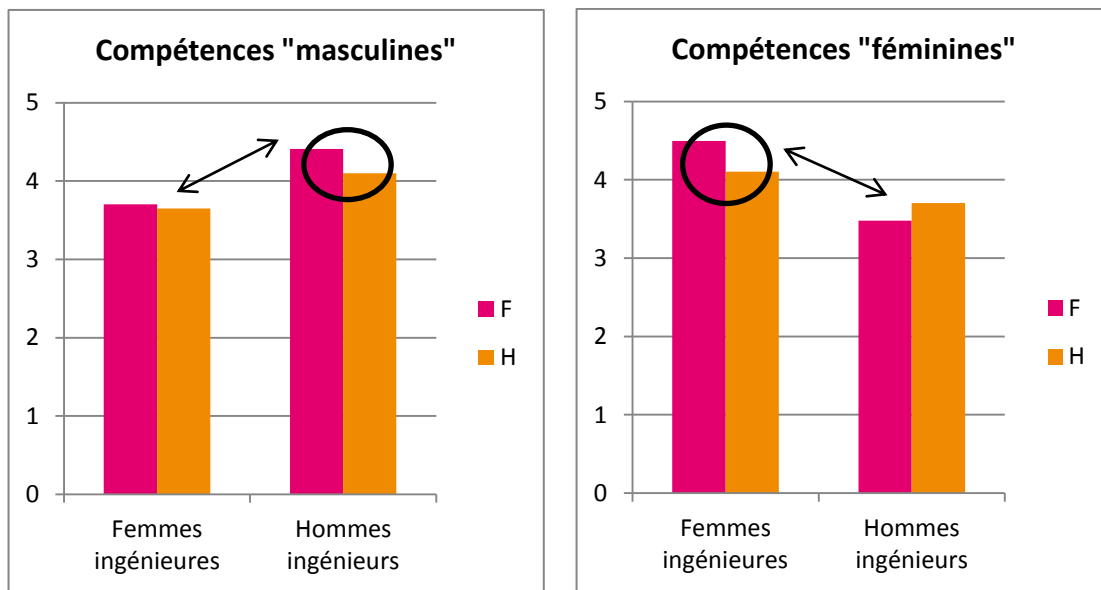 Compétences "masculines"
5
4
3
2
1
0
Femmes
ingénieures
Hommes
ingénieurs
F
H
Compétences "féminines"
5
4
3
2
1
0
Femmes
ingénieures
Hommes
ingénieurs
F
H